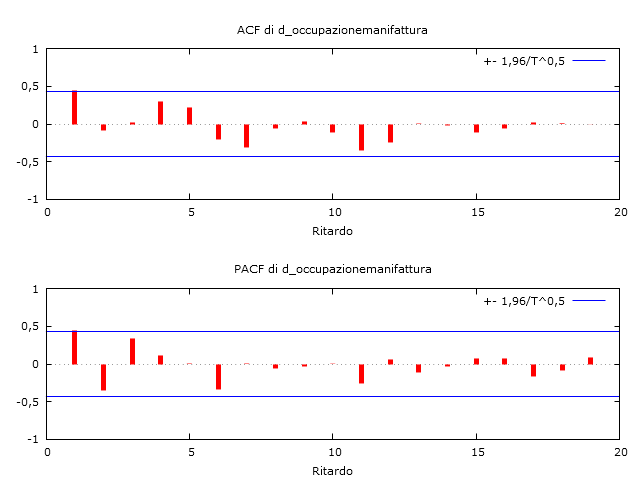 ACF di d_occupazionemanifattura
+- 1,96/T^0,5
1
0,5
0
-0,5
-1
0 5 10 15 20
Ritardo
PACF di d_occupazionemanifattura
+- 1,96/T^0,5
1
0,5
0
-0,5
-1
0 5 10 15 20
Ritardo